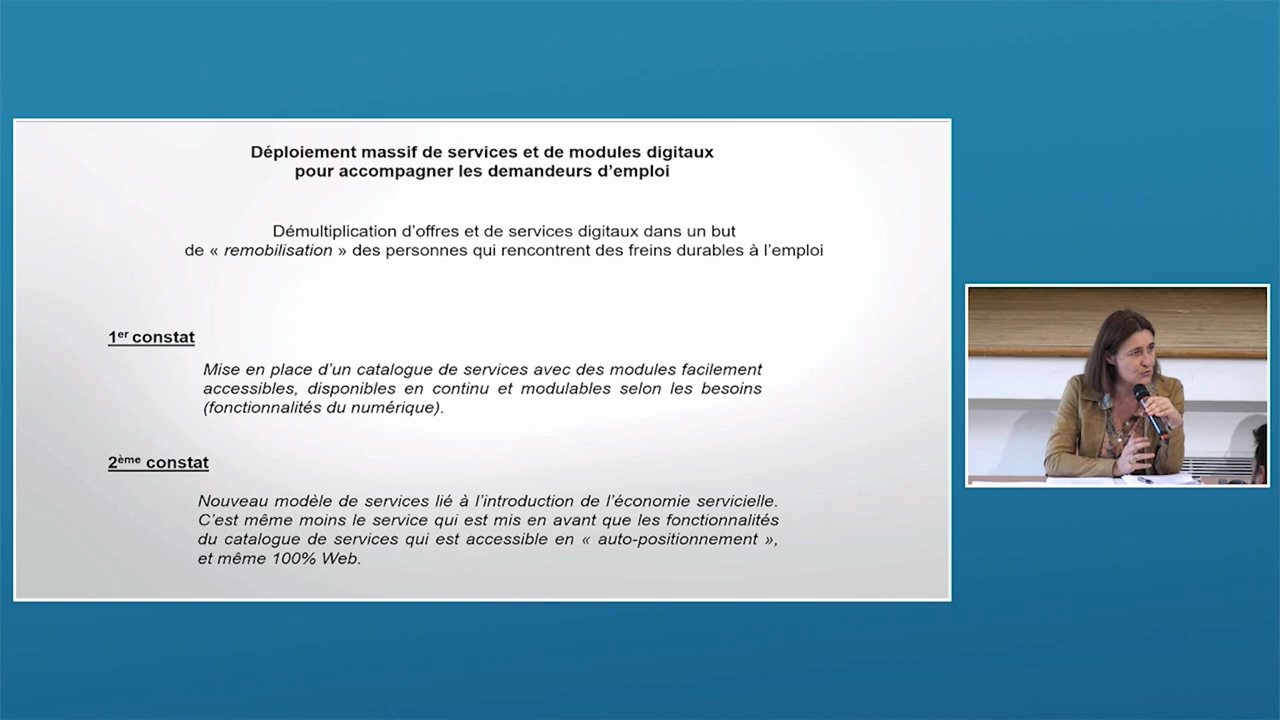 Déploiement massif de services et de modules digitaux
pour accompagner les demandeurs d’emploi
Démultiplication d’offres et de services digitaux dans un but
de « remobilisation » des personnes qui rencontrent des freins durables à l’emploi
1er constat
Mise en place d’un catalogue de services avec des modules facilement
accessibles, disponibles en continu et modulables selon les besoins
(fonctionnalités du numérique).
2ème constat
Nouveau modèle de services lié à l’introduction de l’économie servicielle.
C’est même moins le service qui est mis en avant que les fonctionnalités
du catalogue de services qui est accessible en « auto-positionnement »,
et même 100% Web.